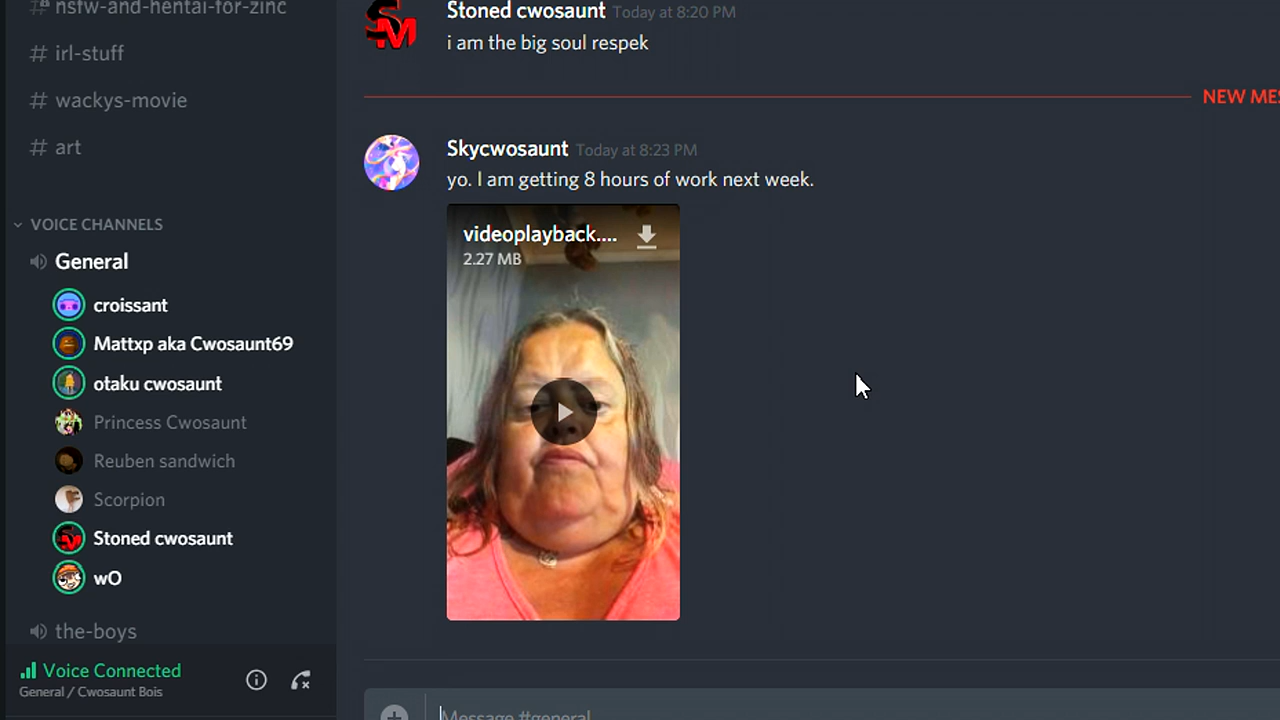 # nsfw-and-hentai-for-zinc
# irl-stuff
# wackys-movie
# art
VOICE CHANNELS
General
croissant
Mattxp aka Cwosaunt69
otaku cwosaunt
Princess Cwosaunt
Reuben sandwich
Scorpion
Stoned cwosaunt
wO
the-boys
Voice Connected
General / Cwosaunt Bois
SM
Stoned cwosaunt Today at 8:20 PM
i am the big soul respek
NEW MES
Skycwosaunt Today at 8:23 PM
yo. I am getting 8 hours of work next week.
videoplayback....
2.27 MB
Message #general